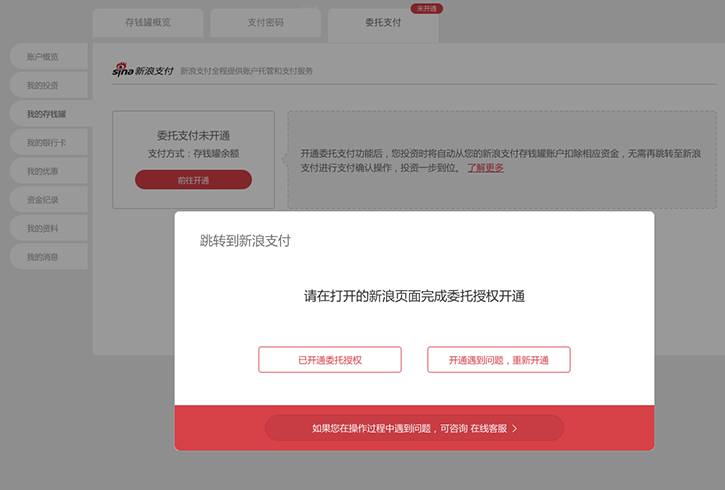 未开通
存钱罐概览
支付密码
委托支付
账户概览
我的投资
我的存钱罐
我的银行卡
我的优惠
资金纪录
我的资料
我的消息
sina新浪支付 新浪支付全程提供账户托管和支付服务
委托支付未开通
支付方式：存钱罐余额
前往开通
开通委托支付功能后，您投资时将自动从您的新浪支付存钱罐账户扣除相应资金，无需再跳转至新浪
支付进行支付确认操作，投资一步到位。 了解更多
跳转到新浪支付
请在打开的新浪页面完成委托授权开通
已开通委托授权
开通遇到问题，重新开通
如果您在操作过程中遇到问题，可咨询 在线客服 >